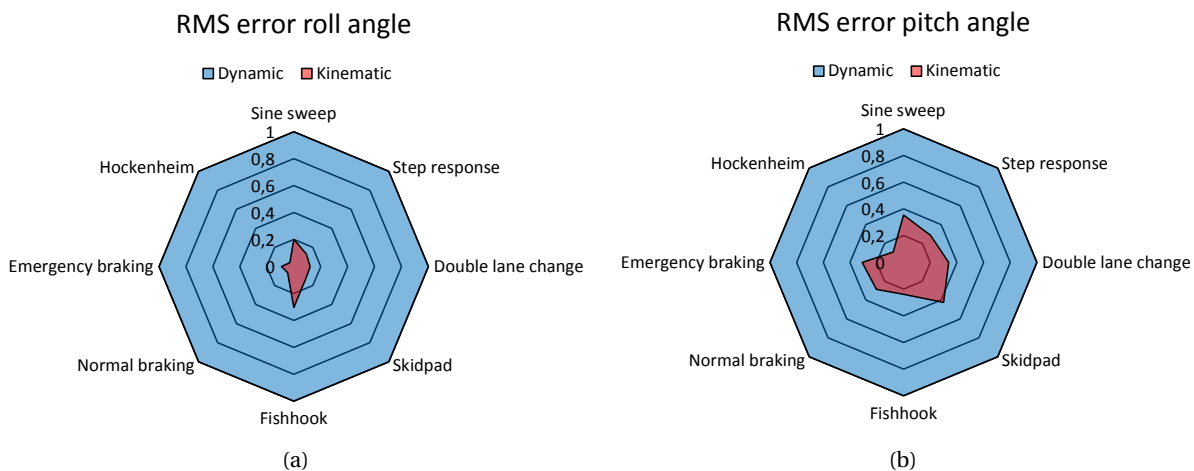 RMS error roll angle
Dynamic Kinematic
Sine sweep
1
0,8
0,6
0,4
0,2
0
Step response
Double lane change
Skidpad
Fishhook
Normal braking
Emergency braking
Hockenheim
(a)
RMS error pitch angle
Dynamic Kinematic
Sine sweep
1
0,8
0,6
0,4
0,2
0
Step response
Double lane change
Skidpad
Fishhook
Normal braking
Emergency braking
Hockenheim
(b)